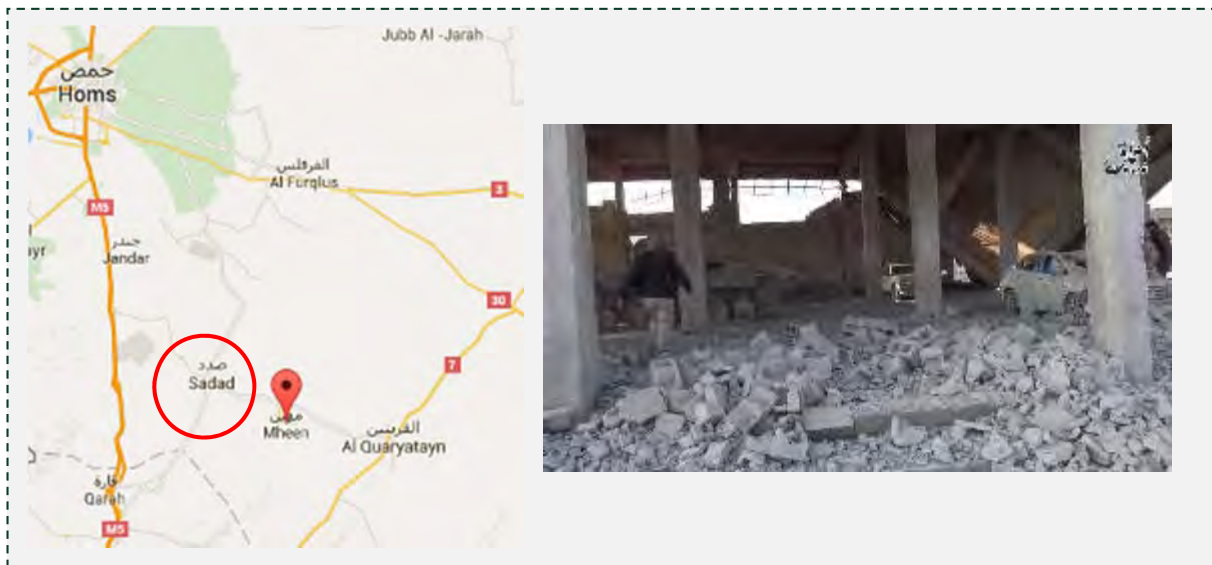 Jubb Al -Jarah
حمص
Homs
الفرقلس
Al Furqlus
3
M5
جندر
Jandar
30
صدد
Sadad
7
مهين
Mheen
القريتين
Al Quaryatayn
قارة
Qarah
M5